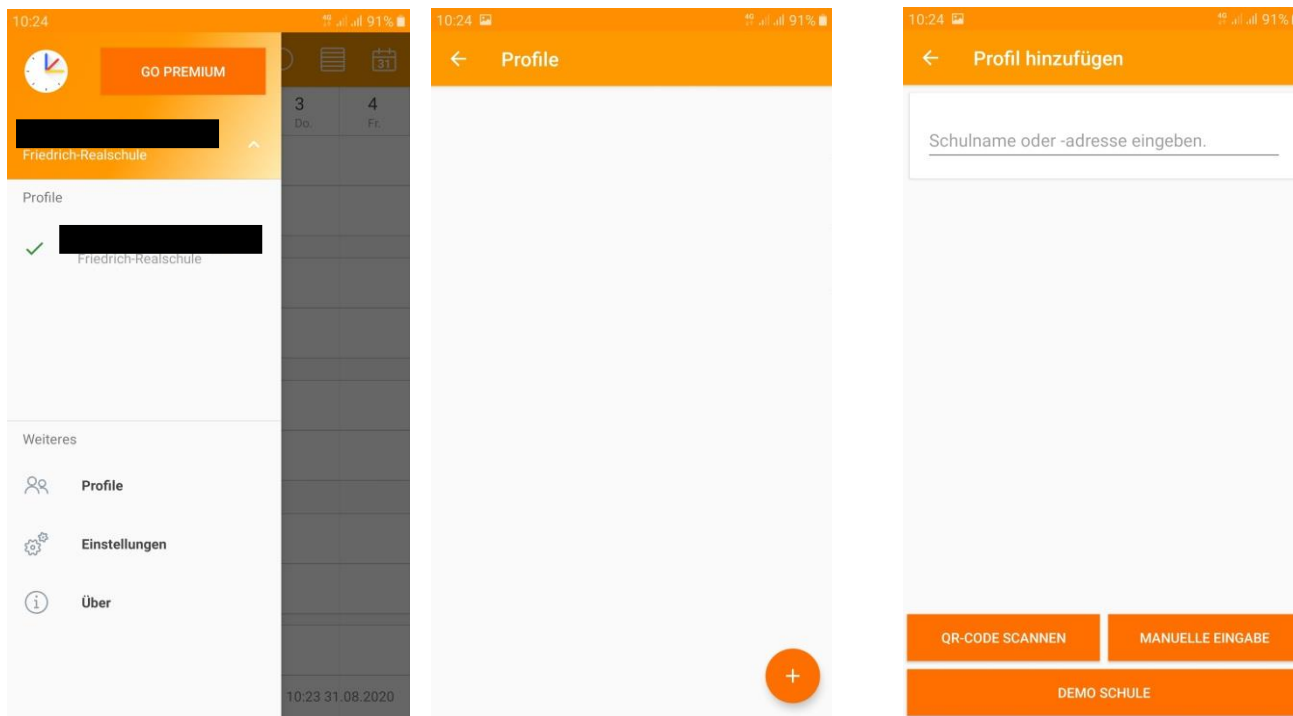 10:24 91%
GO PREMIUM
Friedrich-Realschule
3 4
Do. Fr.
31
Profile
Friedrich-Realschule
Weiteres
Profile
Einstellungen
Über
10:23 31.08.2020
10:24 91%
Profile
+
10:24 91%
Profil hinzufügen
Schulname oder -adresse eingeben.
QR-CODE SCANNEN MANUELLE EINGABE
DEMO SCHULE